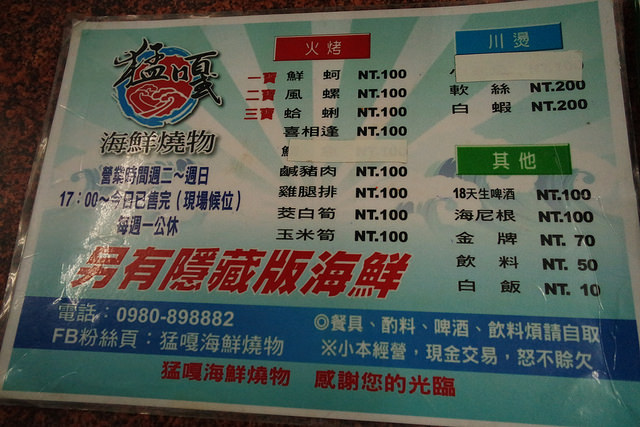 猛嘎
海鮮燒物
營業時間週二～週日
17：00～今日已售完（現場候位）
每週一公休
火烤
一寶 鮮蚵 NT.100
二寶 風螺 NT.100
三寶 蛤蜊 NT.100
喜相逢 NT.100
NT.100
鹹豬肉 NT.100
雞腿排 NT.100
茭白筍 NT.100
玉米筍 NT.100
川燙
軟絲 NT.200
白蝦 NT.200
其他
18天生啤酒 NT.100
海尼根 NT.100
金牌 NT. 70
飲料 NT. 50
白飯 NT. 10
另有隱藏版海鮮
電話：0980-898882
FB粉絲頁：猛嘎海鮮燒物
◎餐具、酌料、啤酒、飲料煩請自取
※小本經營，現金交易，恕不賒欠
猛嘎海鮮燒物 感謝您的光臨